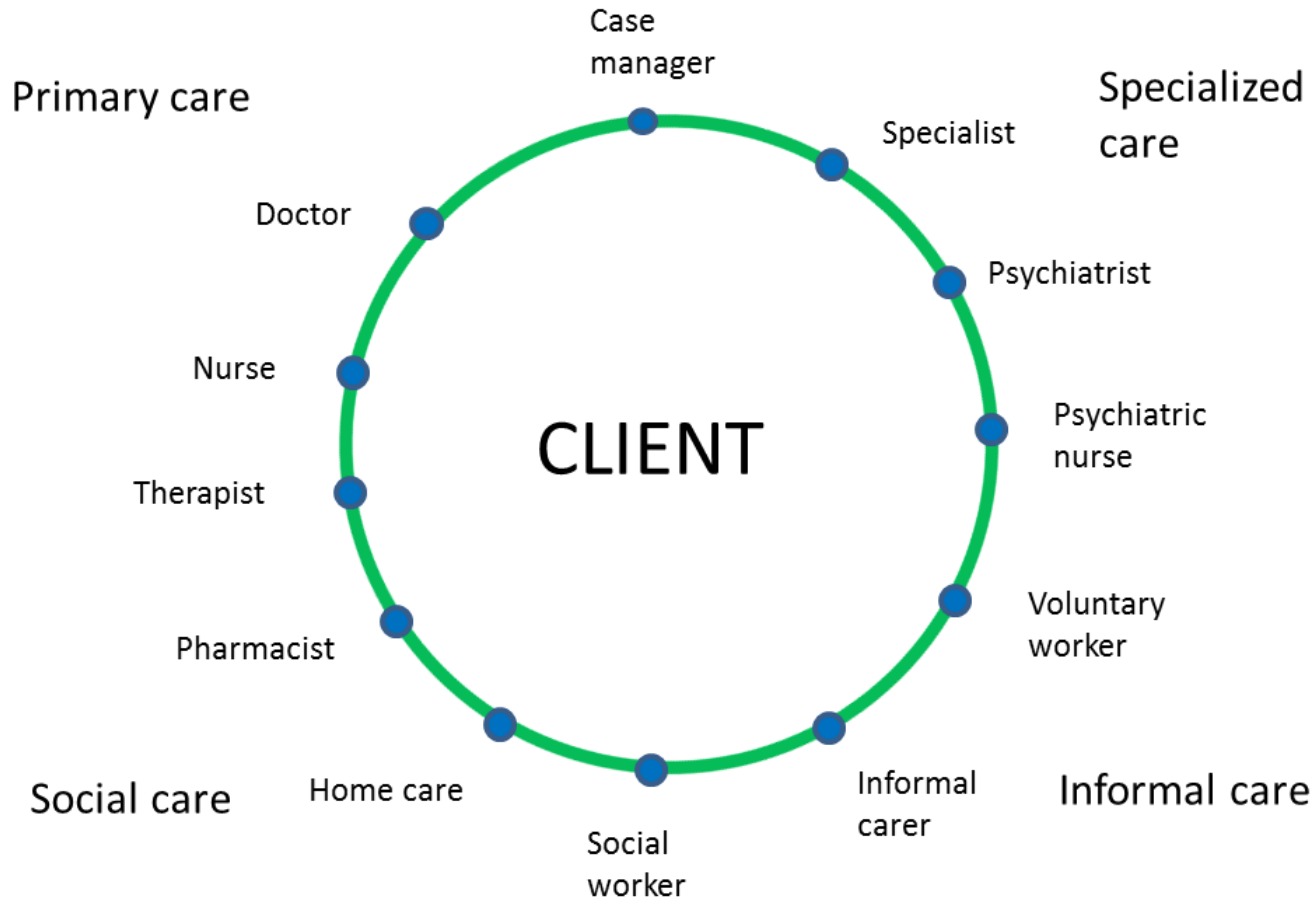 Case
manager
Primary care
Specialized
care
Specialist
Doctor
Psychiatrist
Nurse
Psychiatric
nurse
CLIENT
Therapist
Voluntary
worker
Pharmacist
Home care
Social care
Informal
carer
Informal care
Social
worker